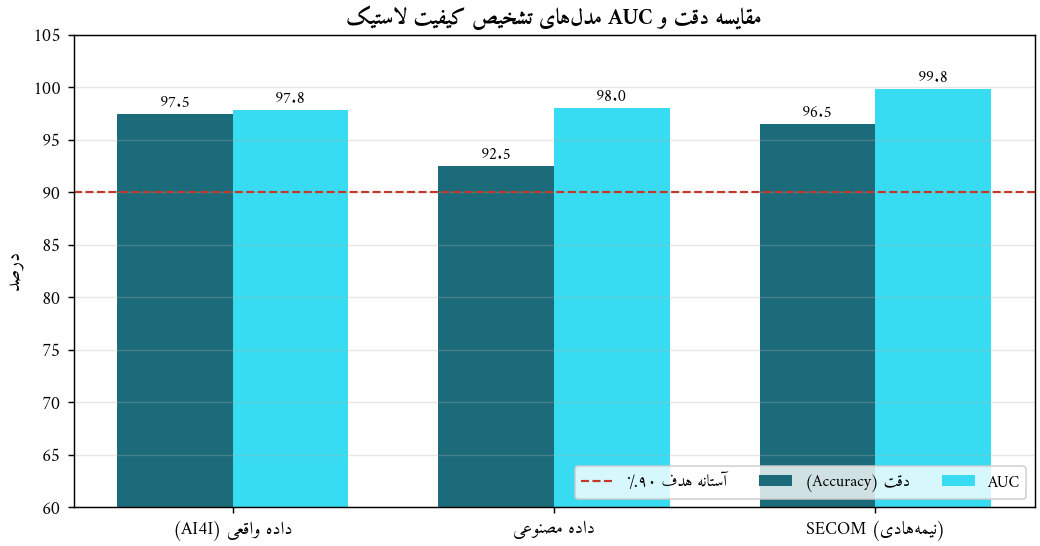 مقایسه دقت و AUC مدل‌های تشخیص کیفیت لاستیک
درصد
105
100
95
90
85
80
75
70
65
60
97.5
97.8
92.5
98.0
96.5
99.8
آستانه هدف ۹۰٪
دقت (Accuracy)
AUC
داده واقعی (AI4I)
داده مصنوعی
SECOM (نیمه‌هادی)